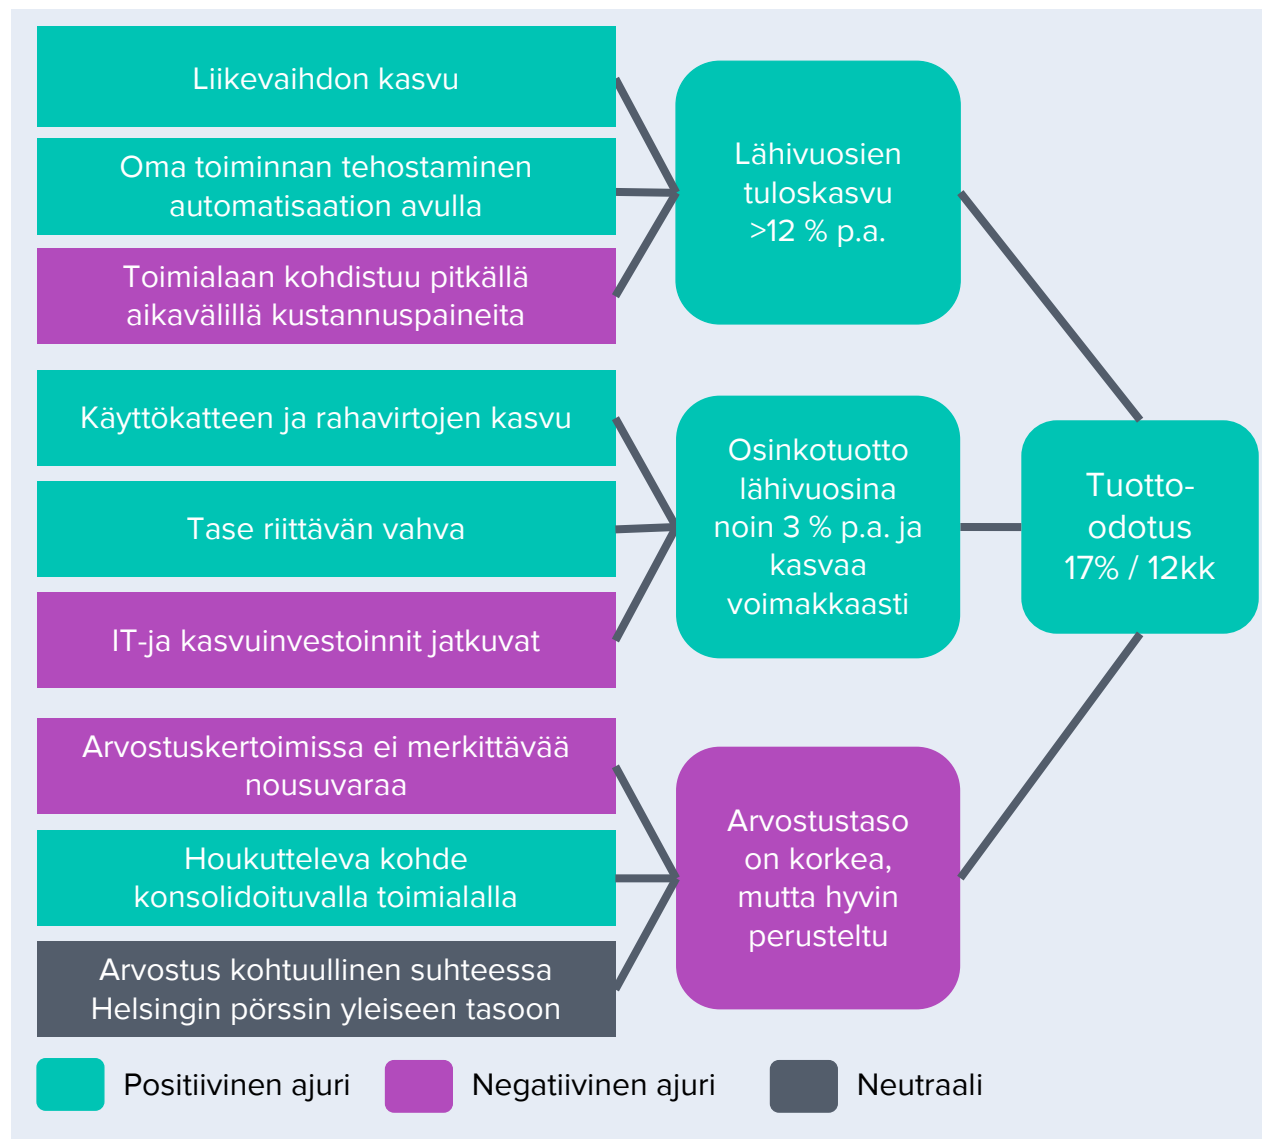 Liikevaihdon kasvu
Oma toiminnan tehostaminen
automatisaation avulla
Toimialaan kohdistuu pitkällä
aikavälillä kustannuspaineita
Lähivuosien
tuloskasvu
>12 % p.a.
Käyttökatteen ja rahavirtojen kasvu
Tase riittävän vahva
IT-ja kasvuinvestoinnit jatkuvat
Osinkotuotto
lähivuosina
noin 3 % p.a. ja
kasvaa
voimakkaasti
Tuotto-
odotus
17% / 12kk
Arvostuskertoimissa ei merkittävää
nousuvaraa
Houkutteleva kohde
konsolidoituvalla toimialalla
Arvostus kohtuullinen suhteessa
Helsingin pörssin yleiseen tasoon
Arvostustaso
on korkea,
mutta hyvin
perusteltu
Positiivinen ajuri
Negatiivinen ajuri
Neutraali